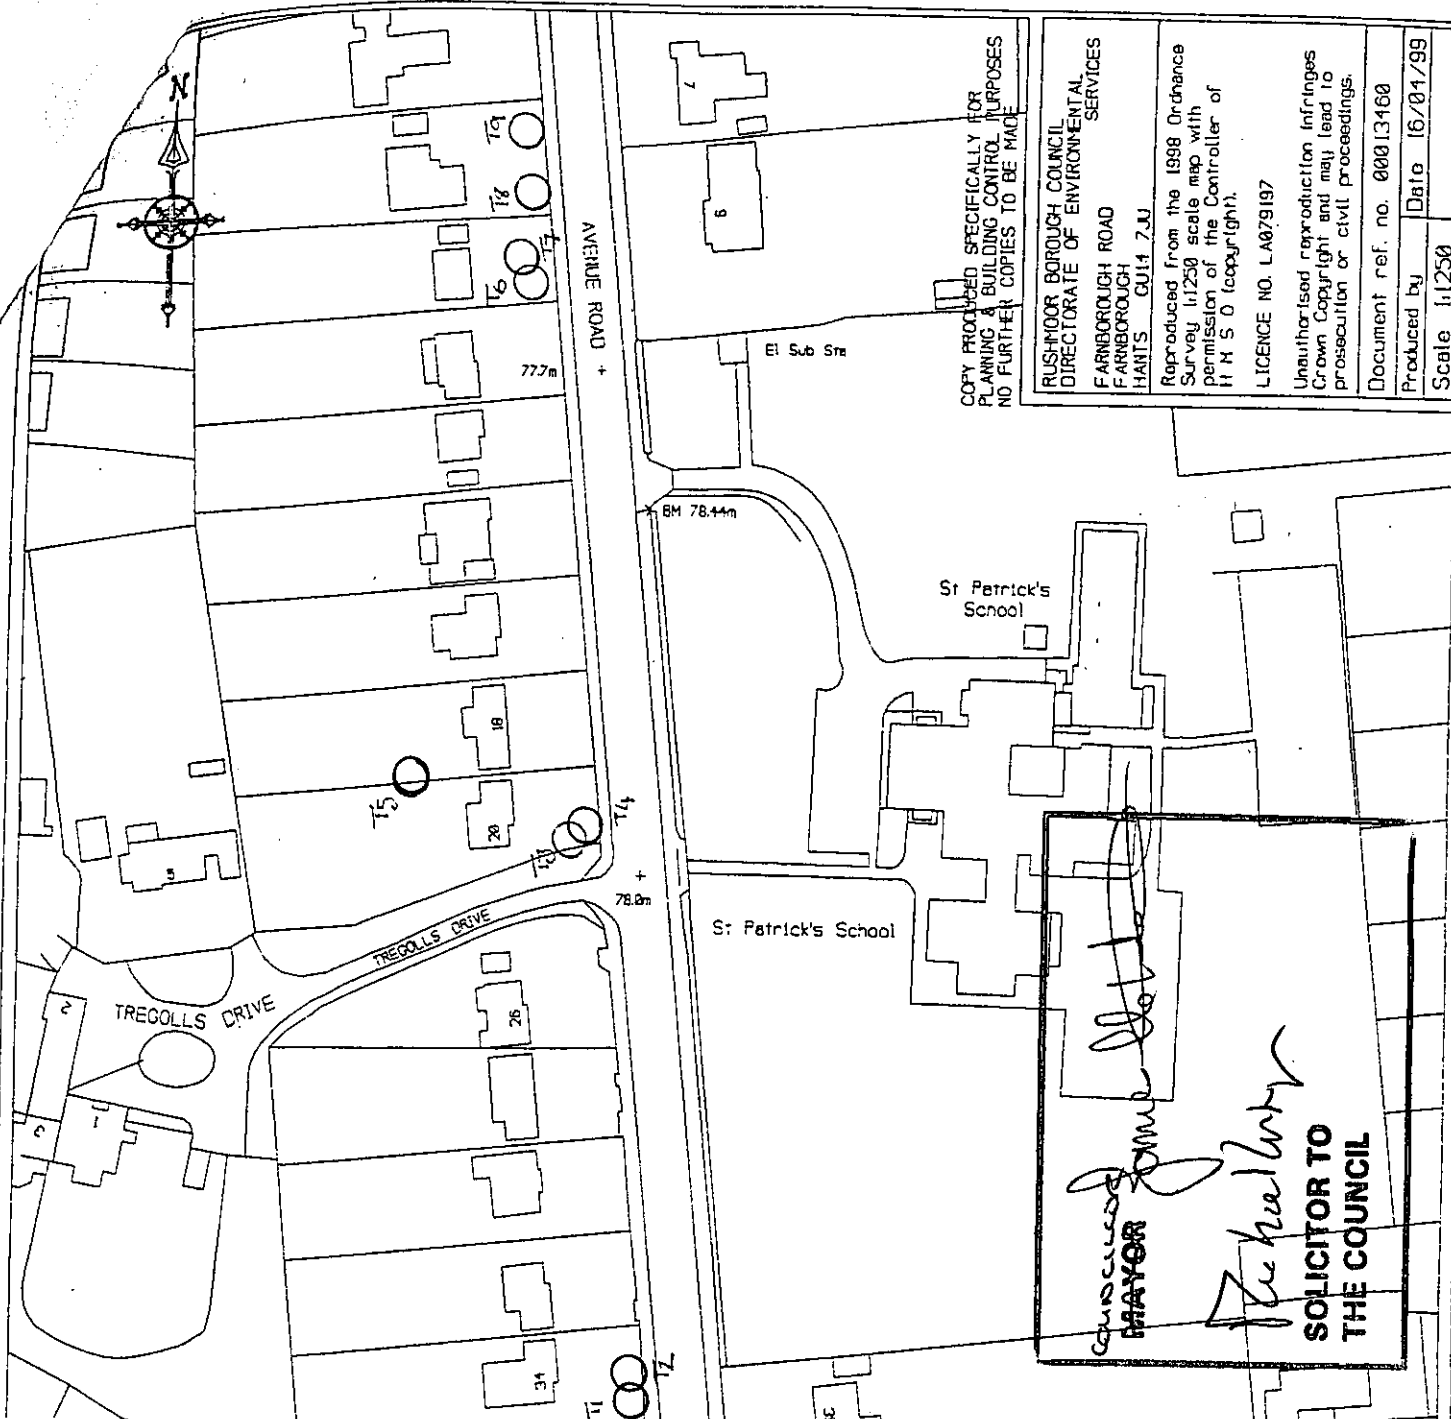 N
T9
T8
T7
T6
AVENUE ROAD
77.7m
7
9
El Sub Sta
BM 78.44m
St Patrick's
School
18
T5
20
T4
T3
78.0m
TREGOLLS DRIVE
St Patrick's School
5
TREGOLLS DRIVE
2
3
1
26
34
T2
T1
COPY PRODUCED SPECIFICALLY FOR
PLANNING & BUILDING CONTROL PURPOSES
NO FURTHER COPIES TO BE MADE
RUSHMOOR BOROUGH COUNCIL
DIRECTORATE OF ENVIRONMENTAL
SERVICES
FARNBOROUGH ROAD
FARNBOROUGH
HANTS GU14 7JU
Reproduced from the 1998 Ordnance
Survey 1:1250 scale map with
permission of the Controller of
H M S O (copyright).
LICENCE NO. LA079197
Unauthorised reproduction infringes
Crown Copyright and may lead to
prosecution or civil proceedings.
Document ref. no. 00013460
Produced by
Date 16/04/99
Scale 1:1250
COUNCILLOR
MAYOR
SOLICITOR TO
THE COUNCIL